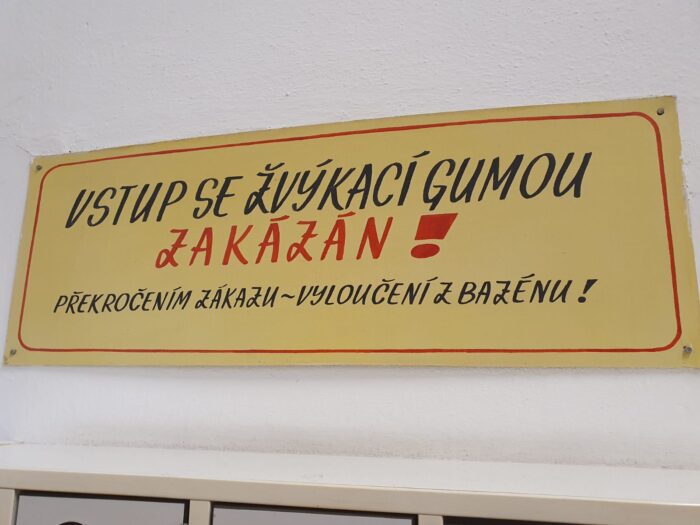 VSTUP SE ŽVÝKACÍ GUMOU
ZAKÁZÁN!
PŘEKROČENÍM ZÁKAZU~VYLOUČENÍ Z BAZÉNU!